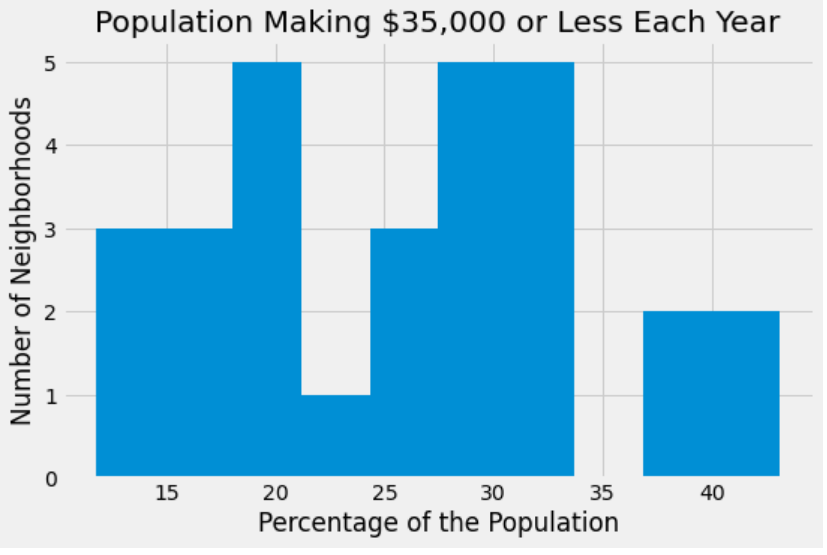 Population Making $35,000 or Less Each Year
5
4
3
2
1
0
Number of Neighborhoods
15 20 25 30 35 40
Percentage of the Population